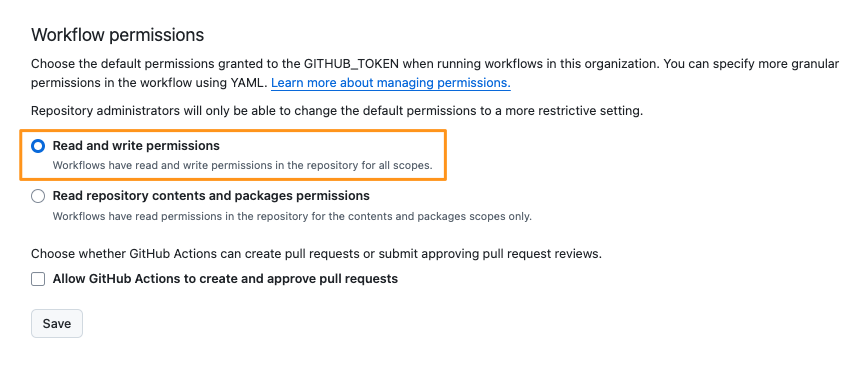 Workflow permissions
Choose the default permissions granted to the GITHUB_TOKEN when running workflows in this organization. You can specify more granular
permissions in the workflow using YAML. Learn more about managing permissions.
Repository administrators will only be able to change the default permissions to a more restrictive setting.
Read and write permissions
Workflows have read and write permissions in the repository for all scopes.
Read repository contents and packages permissions
Workflows have read permissions in the repository for the contents and packages scopes only.
Choose whether GitHub Actions can create pull requests or submit approving pull request reviews.
Allow GitHub Actions to create and approve pull requests
Save